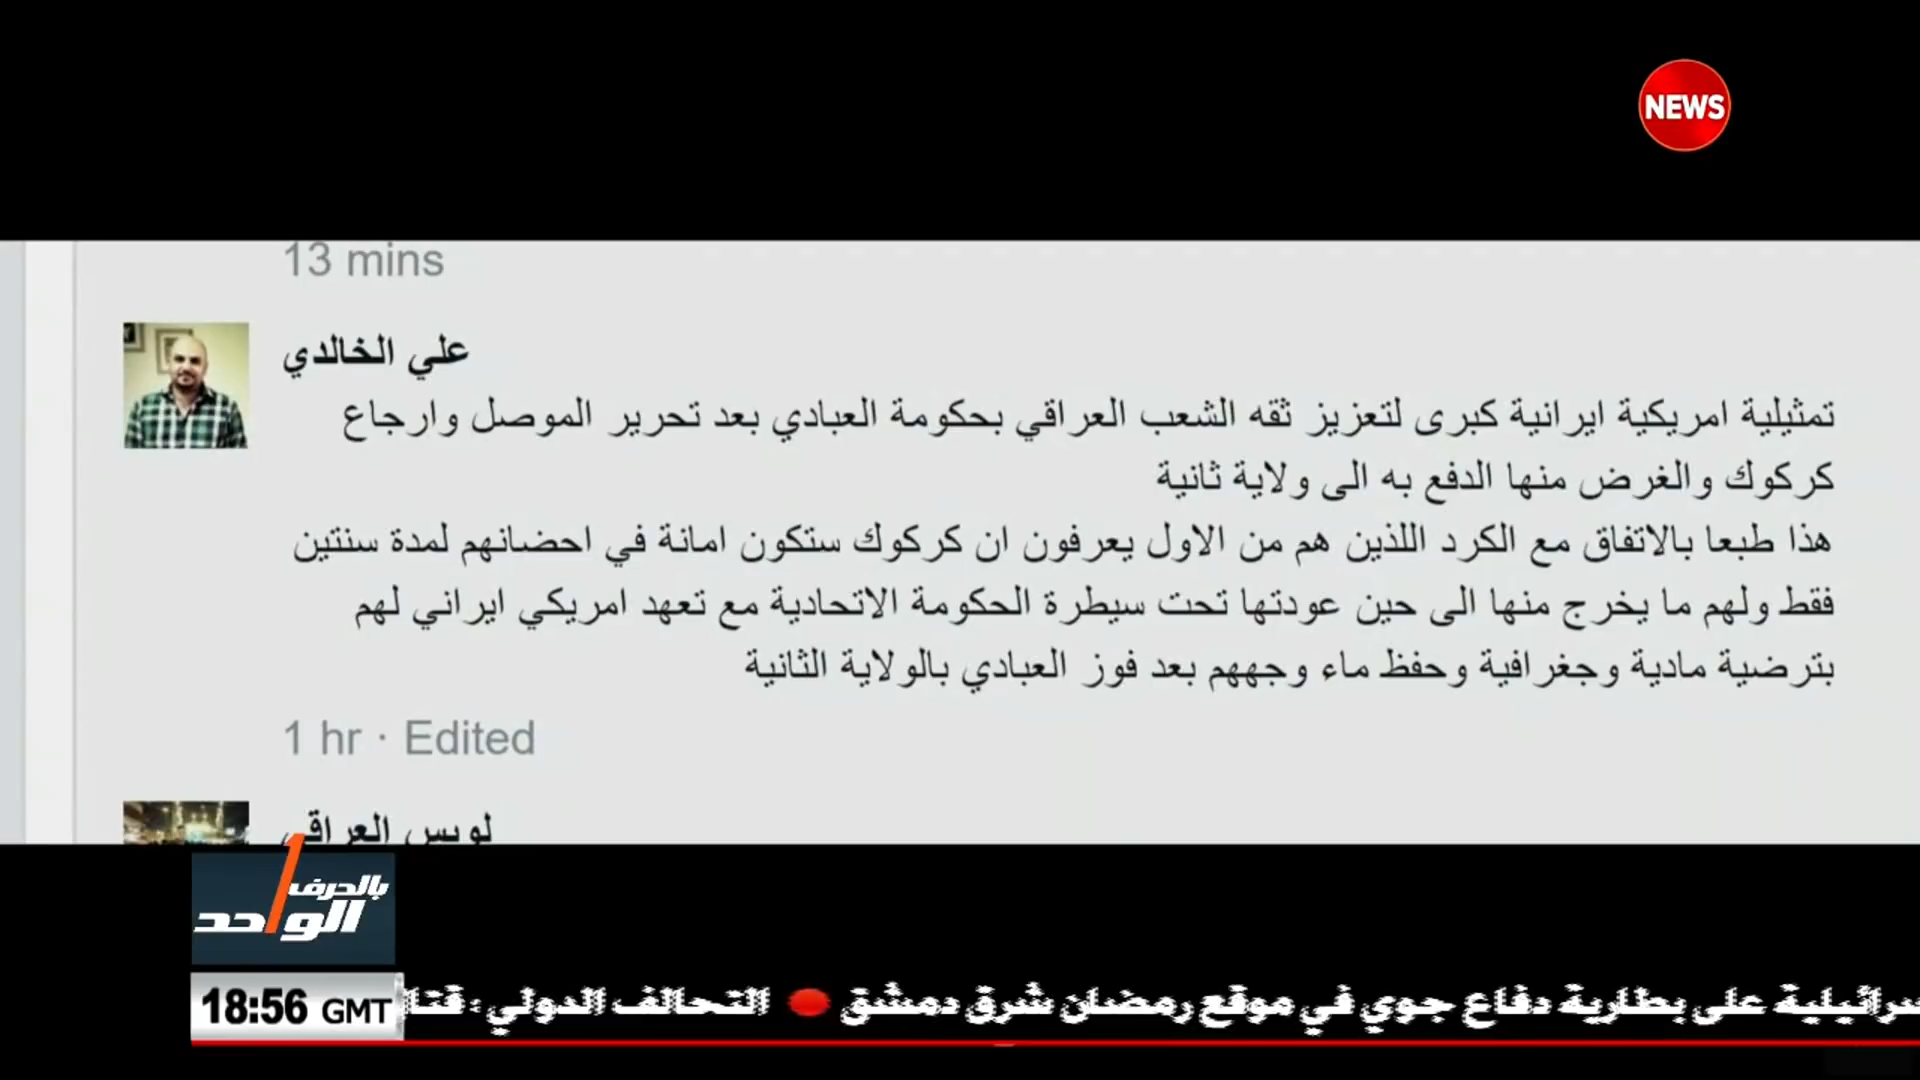 NEWS
13 mins
علي الخالدي
تمثيلية امريكية ايرانية كبرى لتعزيز ثقه الشعب العراقي بحكومة العبادي بعد تحرير الموصل وارجاع
كركوك والغرض منها الدفع به الى ولاية ثانية
هذا طبعا بالاتفاق مع الكرد اللذين هم من الاول يعرفون ان كركوك ستكون امانة في احضانهم لمدة سنتين
فقط ولهم ما يخرج منها الى حين عودتها تحت سيطرة الحكومة الاتحادية مع تعهد امريكي ايراني لهم
بترضية مادية وجغرافية وحفظ ماء وجههم بعد فوز العبادي بالولاية الثانية
1 hr · Edited
العراقي
بالحرف الواحد
على بطارية دفاع جوي في موقع رمضان شرق دمشق التحالف الدولي :
18:56 GMT